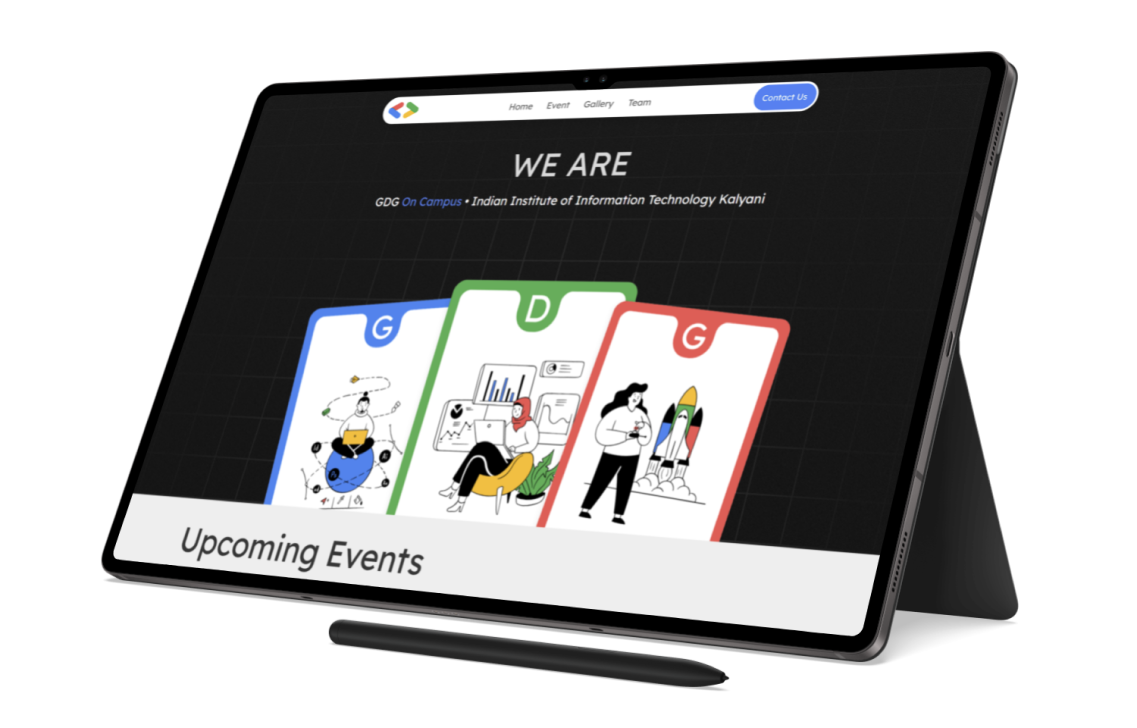 Home Event Gallery Team Contact Us
WE ARE
GDG On Campus • Indian Institute of Information Technology Kalyani
G D G
Upcoming Events